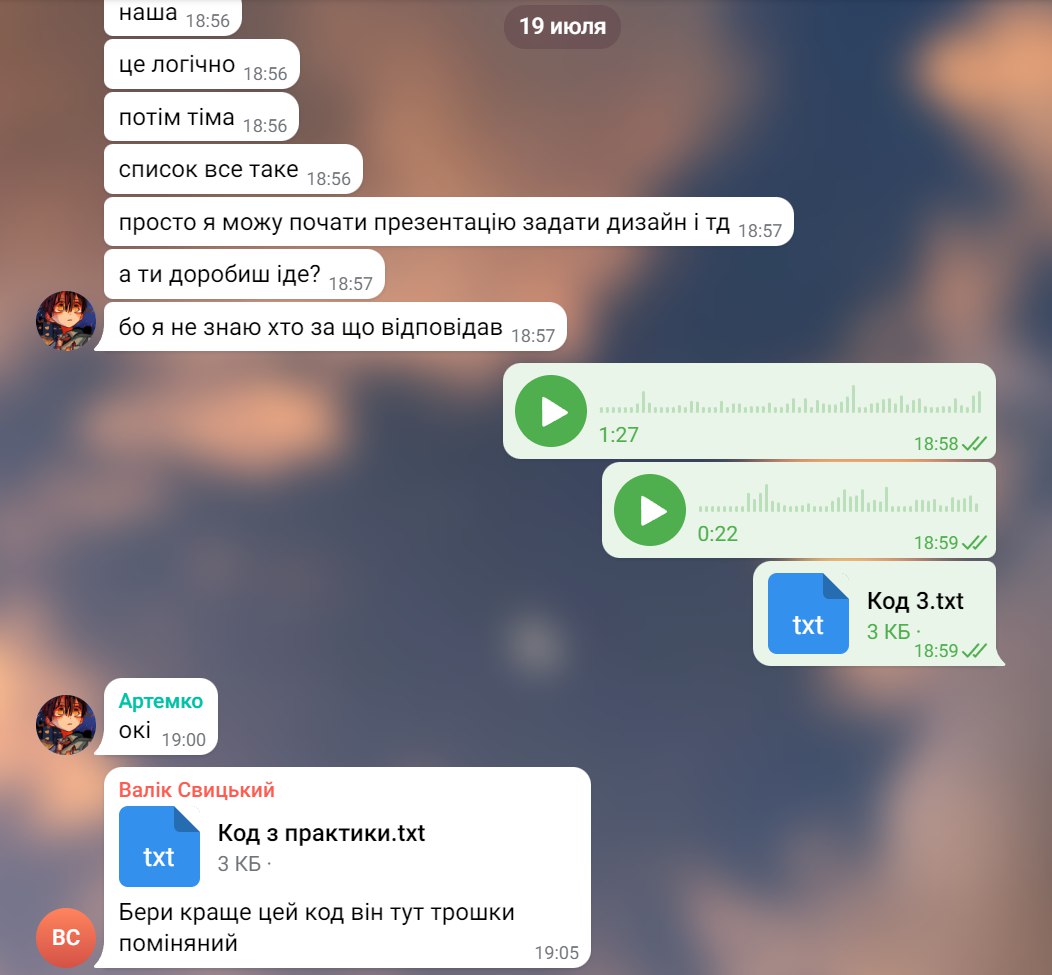 19 июля
наша 18:56
це логічно 18:56
потім тіма 18:56
список все таке 18:56
просто я можу почати презентацію задати дизайн і тд 18:57
а ти доробиш іде? 18:57
бо я не знаю хто за що відповідав 18:57
1:27 18:58
0:22 18:59
txt
Код 3.txt
3 КБ ·
18:59
Артемко
окі 19:00
Валік Свицький
txt
Код з практики.txt
3 КБ ·
Бери краще цей код він тут трошки
поміняний
ВС
19:05